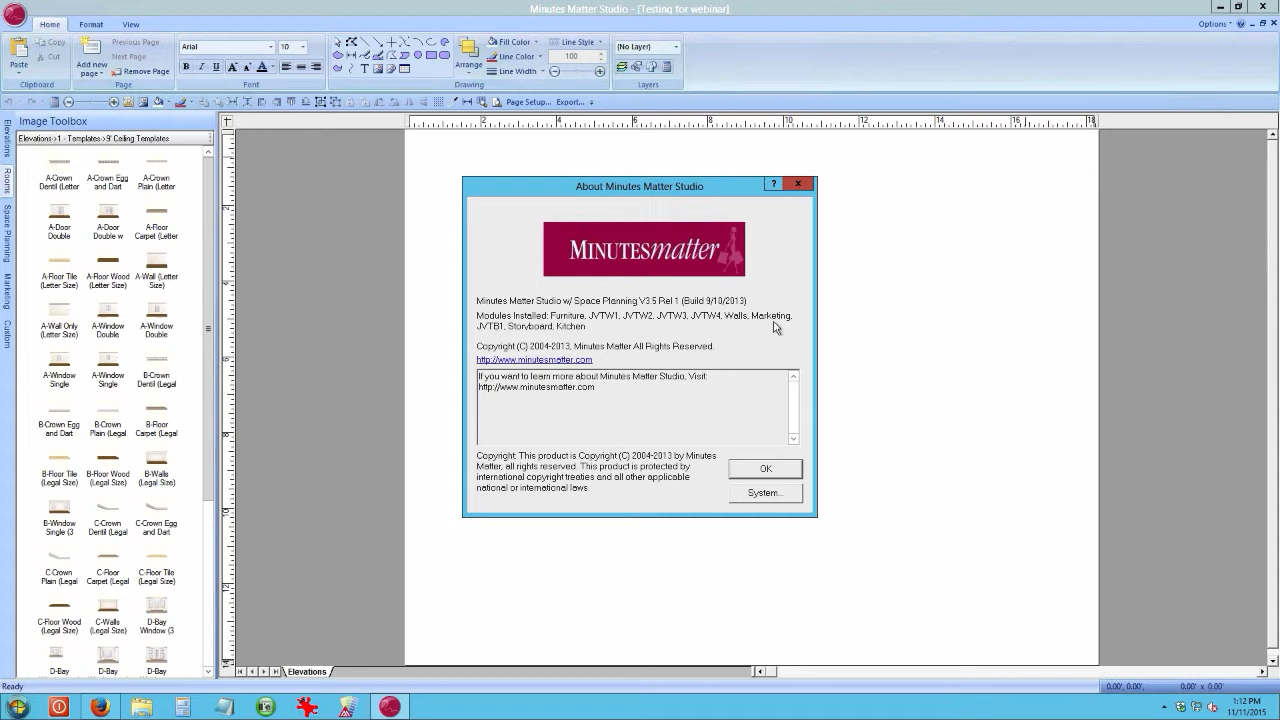 Minutes Matter Studio - [Testing for webinar]
Home Format View Options
Paste Copy Cut Clipboard
Add new page Previous Page Next Page Remove Page Page
Arial 10 B I U A A A Font
Arrange Fill Color Line Color Line Width Line Style 100 Drawing
(No Layer) Layers
Page Setup... Export...
Image Toolbox
Elevations->1 - Templates->9' Ceiling Templates
Elevations
Rooms
Space Planning
Marketing
Custom
A-Crown Dentil (Letter
A-Crown Egg and Dart
A-Crown Plain (Letter
A-Door Double
A-Door Double w
A-Floor Carpet (Letter
A-Floor Tile (Letter Size)
A-Floor Wood (Letter Size)
A-Wall (Letter Size)
A-Wall Only (Letter Size)
A-Window Double
A-Window Double
A-Window Single
A-Window Single
B-Crown Dentil (Legal
B-Crown Egg and Dart
B-Crown Plain (Legal
B-Floor Carpet (Legal
B-Floor Tile (Legal Size)
B-Floor Wood (Legal Size)
B-Walls (Legal Size)
B-Window Single (3
C-Crown Dentil (Legal
C-Crown Egg and Dart
C-Crown Plain (Legal
C-Floor Carpet (Legal
C-Floor Tile (Legal Size)
C-Floor Wood (Legal Size)
C-Walls (Legal Size)
D-Bay Window (3
D-Bay
D-Bay
D-Bay
2 4 6 8 10 12 14 16 18
About Minutes Matter Studio
MINUTESmatter
Matter Studio w/ Space Planning V3.5 Rel 1 (Build 9/10/2013)
Modules Installed: Furniture, JVTW1, JVTW2, JVTW3, JVTW4, Walls, Marketing,
JVTB1, Storyboard, Kitchen
Copyright (C) 2004-2013, Minutes Matter All Rights Reserved.
http://www.minutesmatter.com
If you want to learn more about Minutes Matter Studio, Visit:
http://www.minutesmatter.com
Copyright: This product is Copyright (C) 2004-2013 by Minutes
Matter, all rights reserved. This product is protected by
international copyright treaties and all other applicable
national or international laws.
OK
System...
Elevations
Ready
0.00', 0.00' 0.00' x 0.00'
1:12 PM
11/11/2015